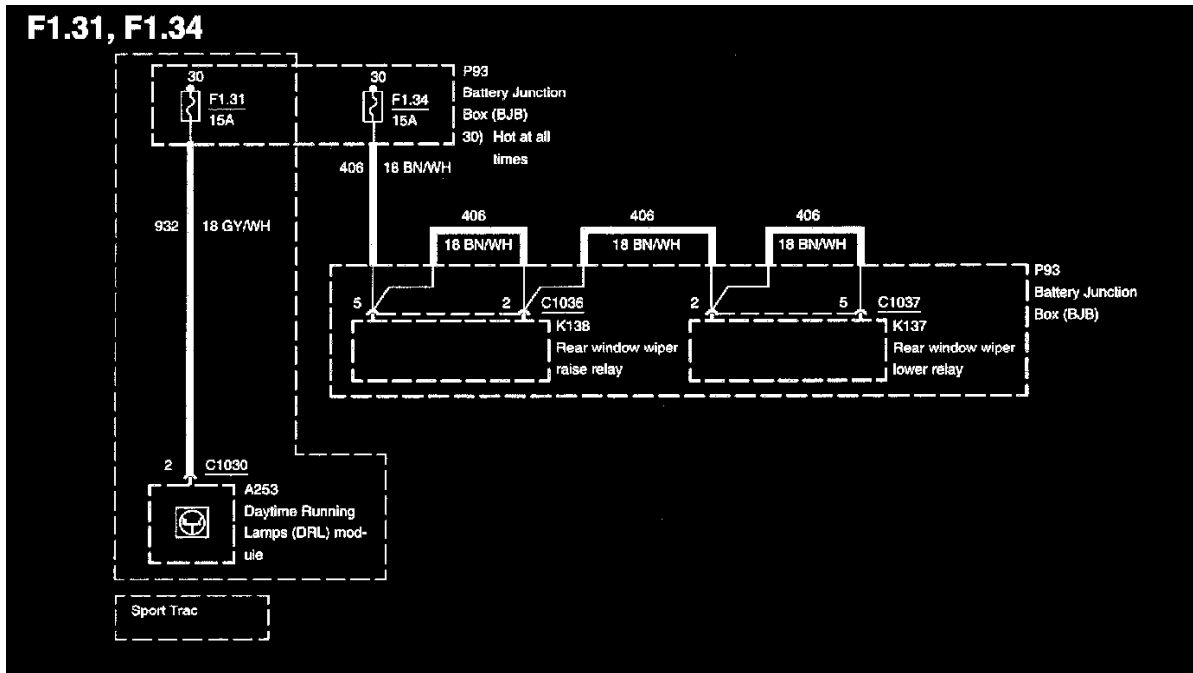 F1.31, F1.34
30
F1.31
15A
30
F1.34
15A
P93
Battery Junction
Box (BJB)
30) Hot at all
times
406
18 BN/WH
932
18 GY/WH
406
18 BN/WH
406
18 BN/WH
406
18 BN/WH
P93
Battery Junction
Box (BJB)
5
2
C1036
2
5
C1037
K138
Rear window wiper
raise relay
K137
Rear window wiper
lower relay
2
C1030
A253
Daytime Running
Lamps (DRL) mod-
ule
Sport Trac